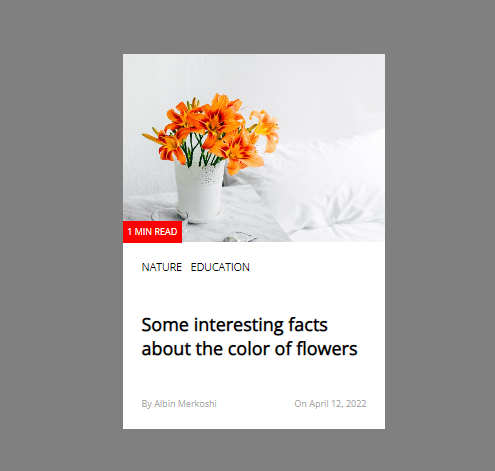 1 MIN READ
NATURE EDUCATION
Some interesting facts
about the color of flowers
By Albin Merkoshi On April 12, 2022